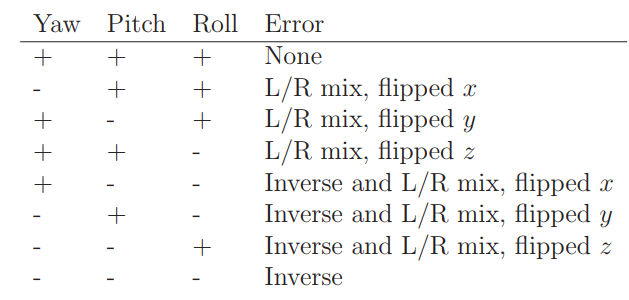 Yaw Pitch Roll Error
+ + + None
- + + L/R mix, flipped x
+ - + L/R mix, flipped y
+ + - L/R mix, flipped z
+ - - Inverse and L/R mix, flipped x
- + - Inverse and L/R mix, flipped y
- - + Inverse and L/R mix, flipped z
- - - Inverse